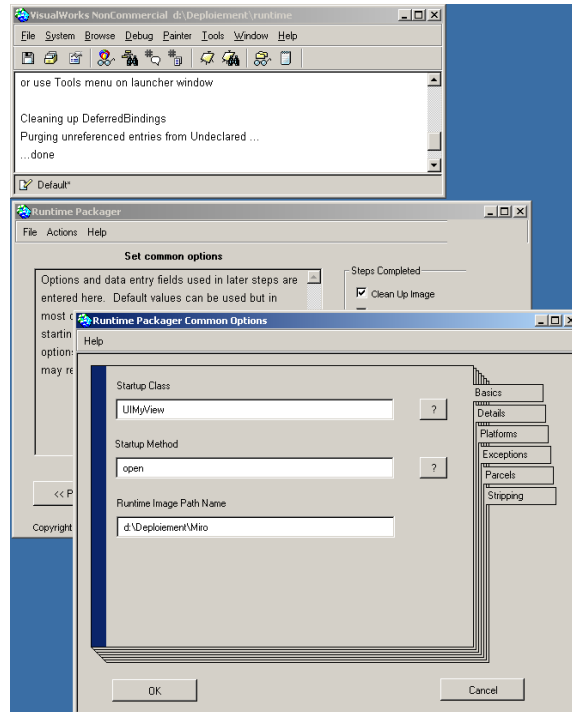 VisualWorks NonCommercial d:\Deploiement\runtime
File System Browse Debug Painter Tools Window Help
or use Tools menu on launcher window
Cleaning up DeferredBindings
Purging unreferenced entries from Undeclared ...
...done
Default*
Runtime Packager
File Actions Help
Set common options
Options and data entry fields used in later steps are
entered here. Default values can be used but in
most
startin
option
may re
Steps Completed
Clean Up Image
<< P
Copyright
Runtime Packager Common Options
Help
Startup Class
UIMyView
?
Startup Method
open
?
Runtime Image Path Name
d:\Deploiement\Miro
Basics
Details
Platforms
Exceptions
Parcels
Stripping
OK
Cancel